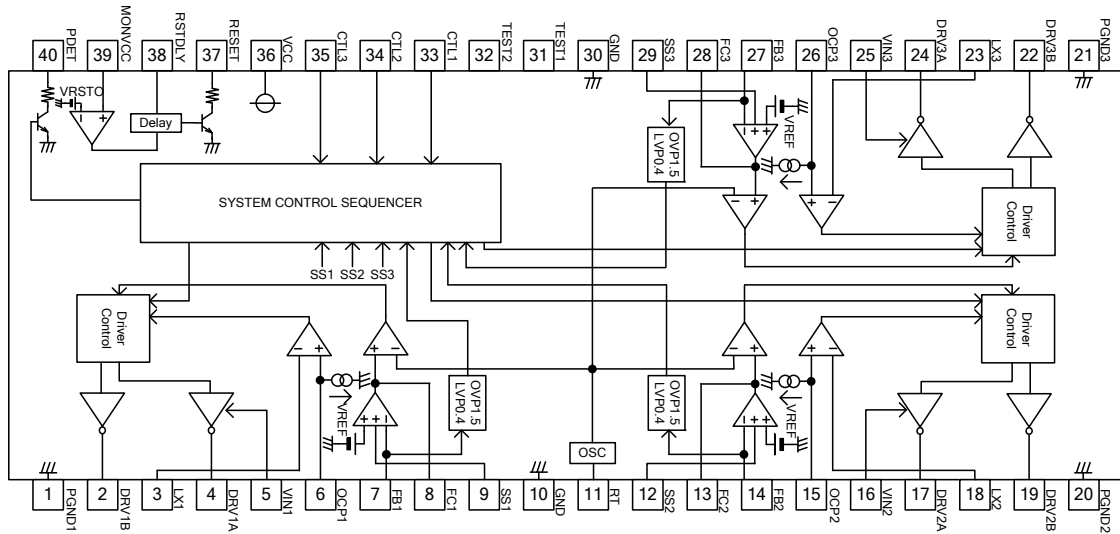 PDET
MONVCC
RSTDLY
RESET
VCC
CTL3
CTL2
CTL1
TEST2
TEST1
GND
SS3
FC3
FB3
OCP3
VIN3
DRV3A
LX3
DRV3B
PGND3
40
39
38
37
36
35
34
33
32
31
30
29
28
27
26
25
24
23
22
21
VRSTC
Delay
VREF
OVP1.5
LVP0.4
SYSTEM CONTROL SEQUENCER
Driver
Control
SS1
SS2
SS3
Driver
Control
Driver
Control
OVP1.5
LVP0.4
OVP1.5
LVP0.4
VREF
VREF
OSC
1
2
3
4
5
6
7
8
9
10
11
12
13
14
15
16
17
18
19
20
PGND1
DRV1B
LX1
DRV1A
VIN1
OCP1
FB1
FC1
SS1
GND
RT
SS2
FC2
FB2
OCP2
VIN2
DRV2A
LX2
DRV2B
PGND2